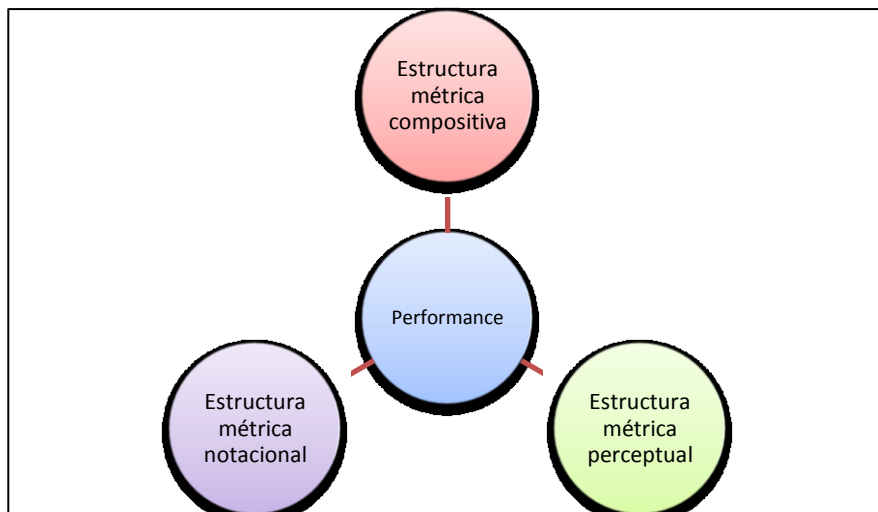 Estructura
métrica
compositiva
Performance
Estructura
métrica
notacional
Estructura
métrica
perceptual